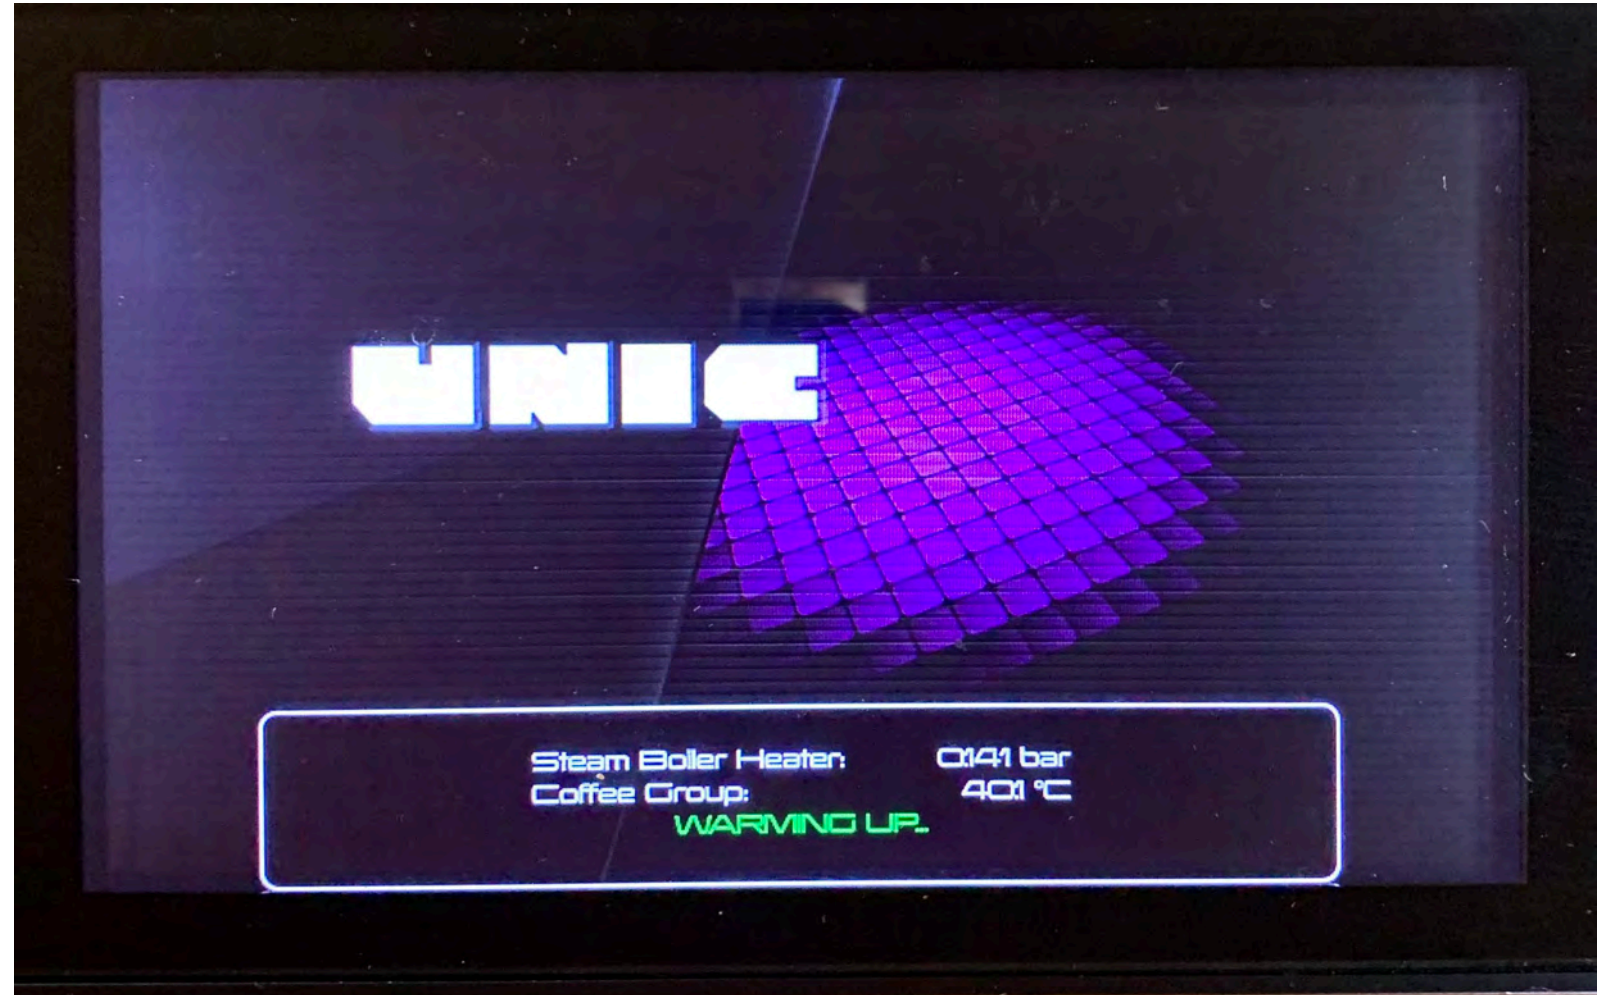 UNIC
Steam Boiler Heater: 0.141 bar
Coffee Group: 40.1 °C
WARMING UP...